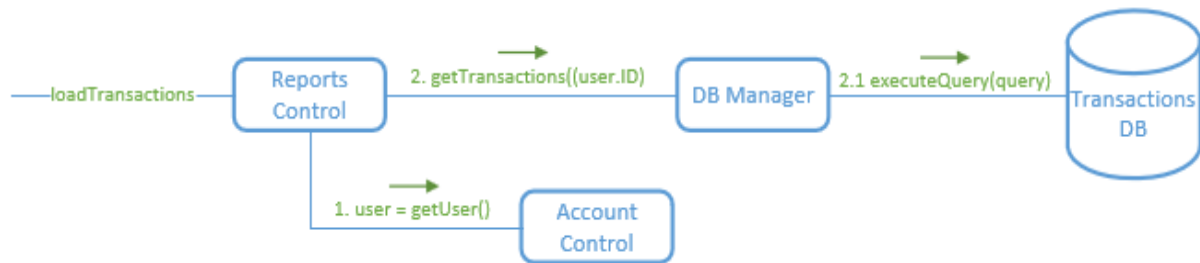 loadTransactions
Reports
Control
2. getTransactions((user.ID)
DB Manager
2.1 executeQuery(query)
Transactions
DB
1. user = getUser()
Account
Control